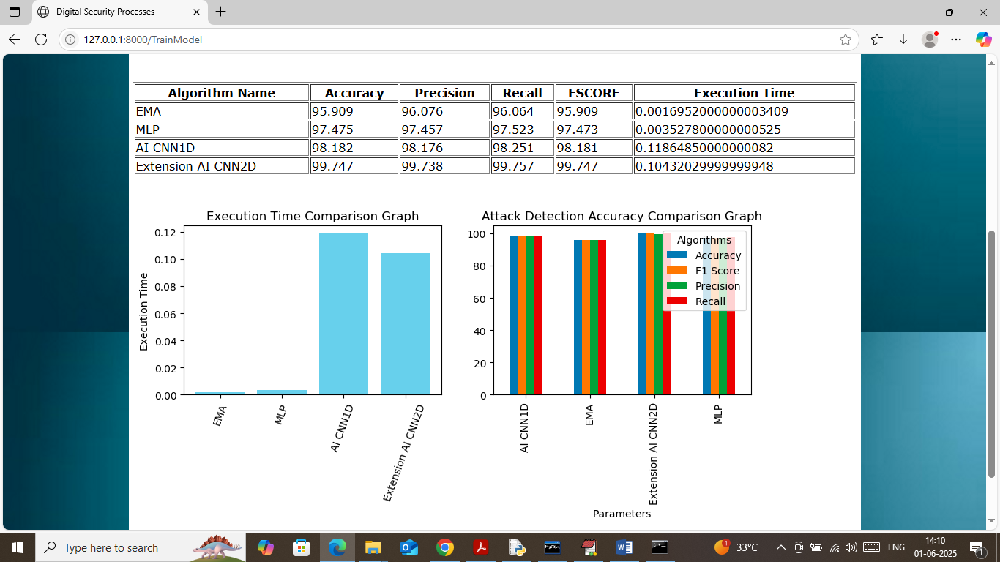 Digital Security Processes
127.0.0.1:8000/TrainModel
Algorithm Name Accuracy Precision Recall FSCORE Execution Time
EMA 95.909 96.076 96.064 95.909 0.0016952000000003409
MLP 97.475 97.457 97.523 97.473 0.003527800000000525
AI CNN1D 98.182 98.176 98.251 98.181 0.11864850000000082
Extension AI CNN2D 99.747 99.738 99.757 99.747 0.10432029999999948
Execution Time Comparison Graph
Execution Time
0.12
0.10
0.08
0.06
0.04
0.02
0.00
EMA
MLP
AI CNN1D
Extension AI CNN2D
Attack Detection Accuracy Comparison Graph
100
80
60
40
20
0
Algorithms
Accuracy
F1 Score
Precision
Recall
AI CNN1D
EMA
Extension AI CNN2D
MLP
Parameters
Type here to search
1
33°C
ENG
14:10
01-06-2025
1